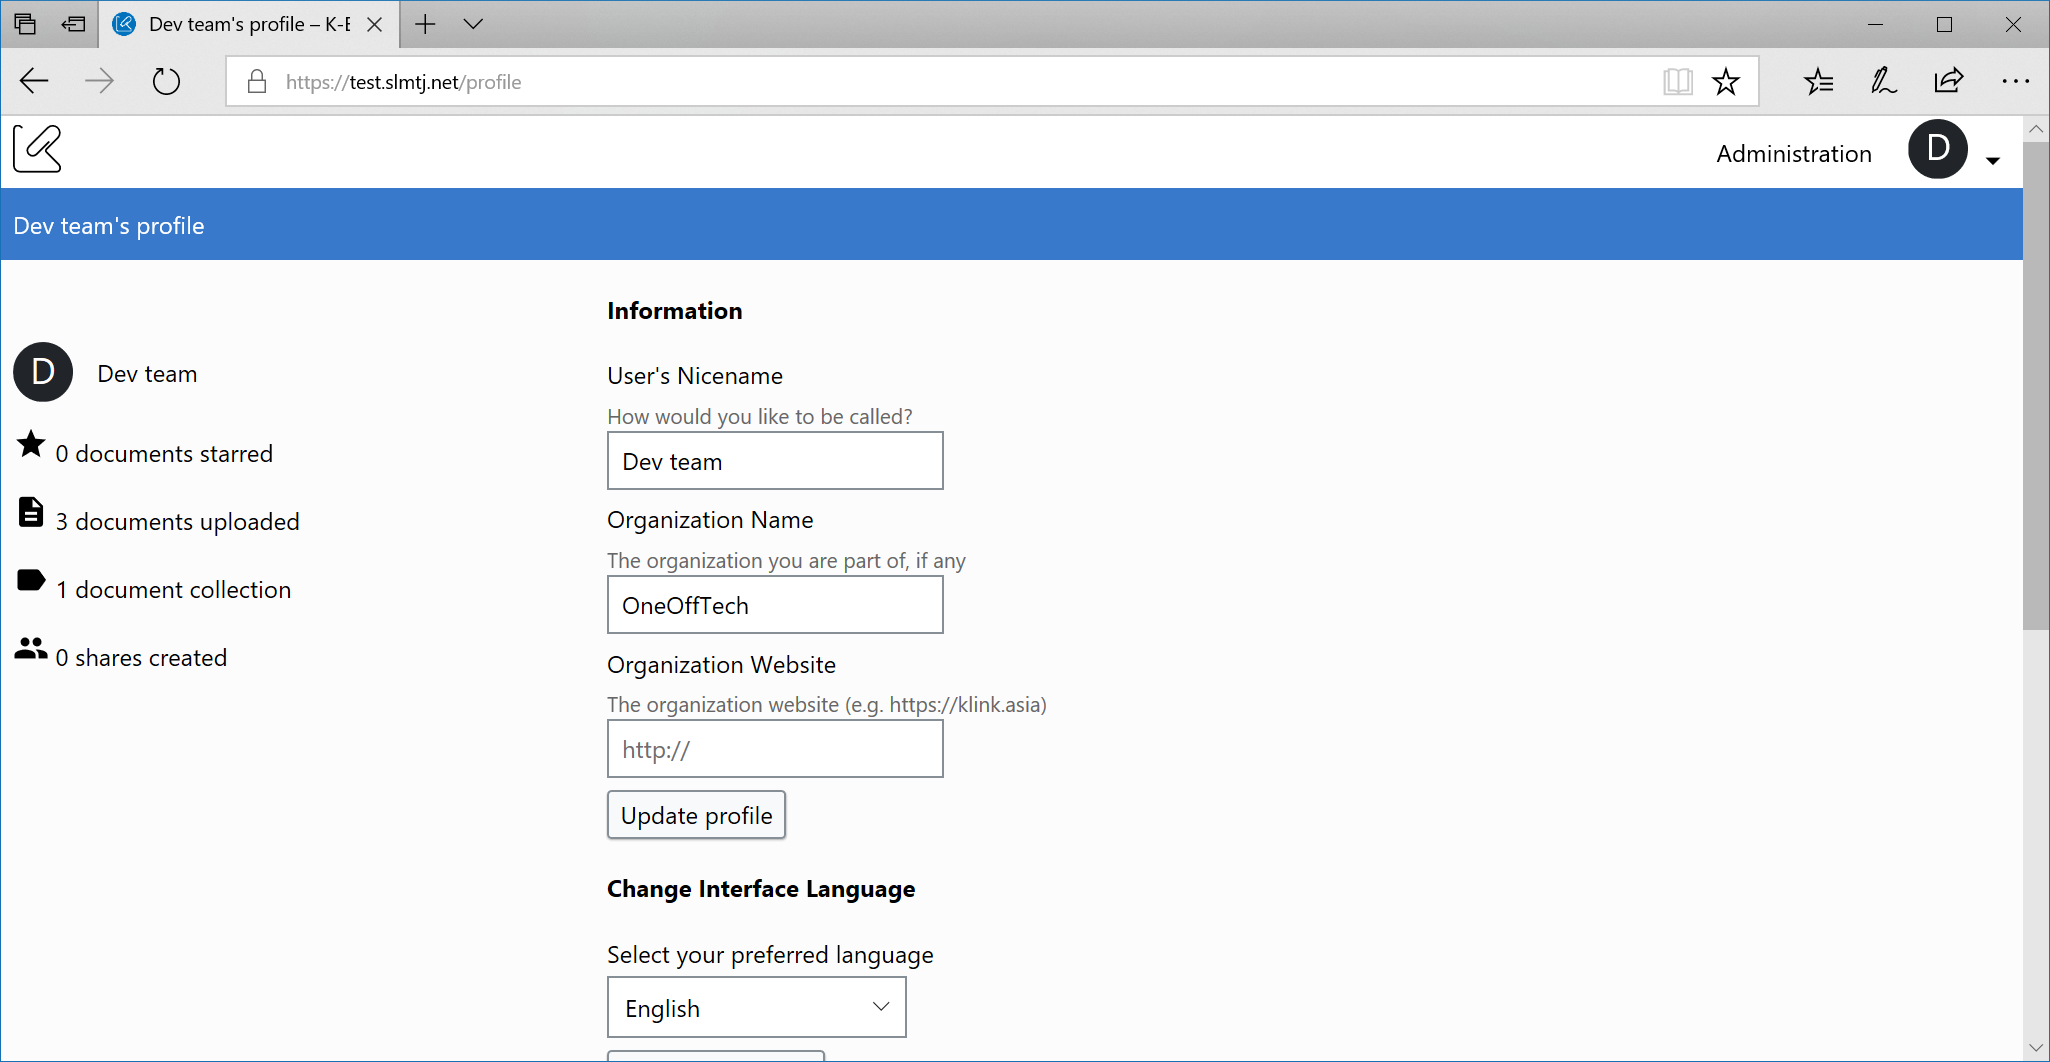 Dev team's profile – K-E
https://test.slmtj.net/profile
Administration
D
Dev team's profile
D
Dev team
0 documents starred
3 documents uploaded
1 document collection
0 shares created
Information
User's Nicename
How would you like to be called?
Dev team
Organization Name
The organization you are part of, if any
OneOffTech
Organization Website
The organization website (e.g. https://klink.asia)
http://
Update profile
Change Interface Language
Select your preferred language
English